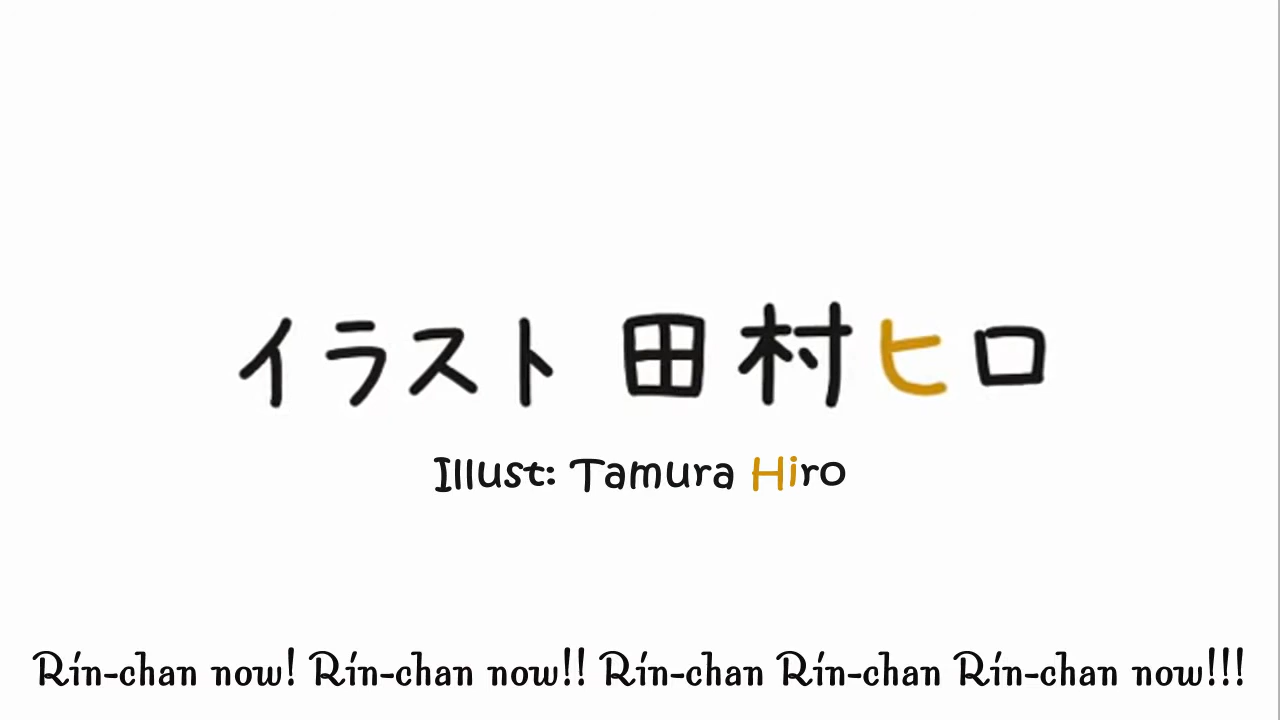 イラスト 田村ヒロ
Illust: Tamura Hiro
Rin-chan now! Rin-chan now!! Rin-chan Rin-chan Rin-chan now!!!